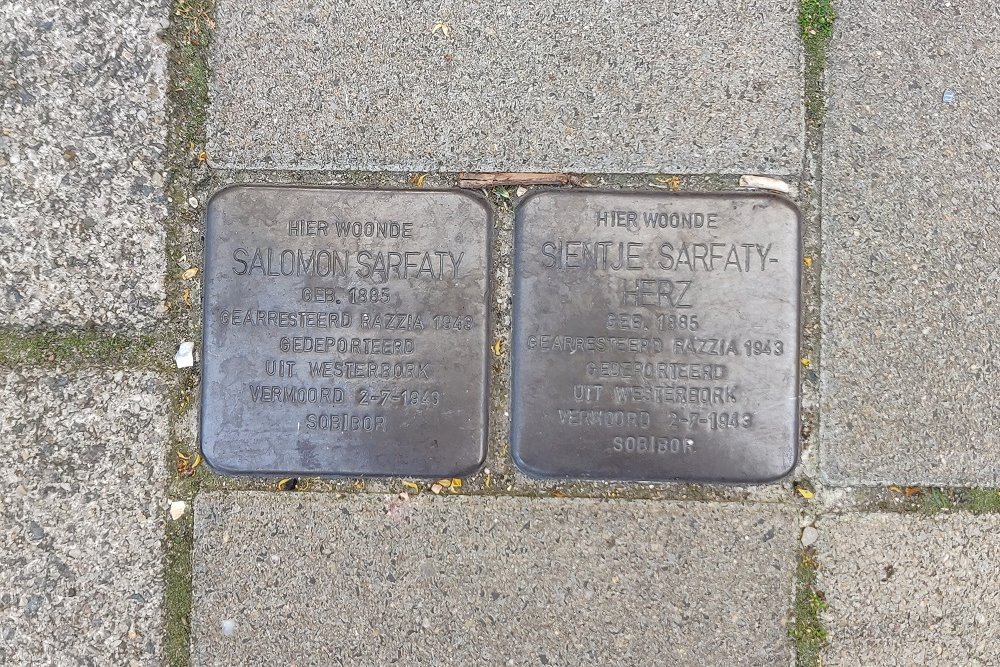 HIER WOONDE
SALOMON SARFATY
GEB. 1885
GEARRESTEERD RAZZIA 1943
GEDEPORTEERD
UIT WESTERBORK
VERMOORD 2-7-1943
SOBIBOR
HIER WOONDE
SIENTJE SARFATY-
HERZ
GEB. 1885
GEARRESTEERD RAZZIA 1943
GEDEPORTEERD
UIT WESTERBORK
VERMOORD 2-7-1943
SOBIBOR